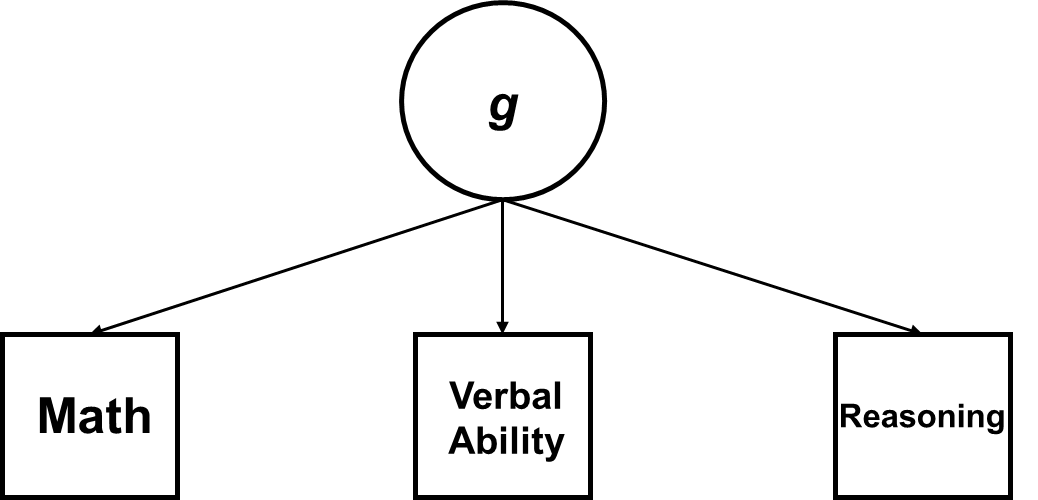 g
Math
Verbal
Ability
Reasoning